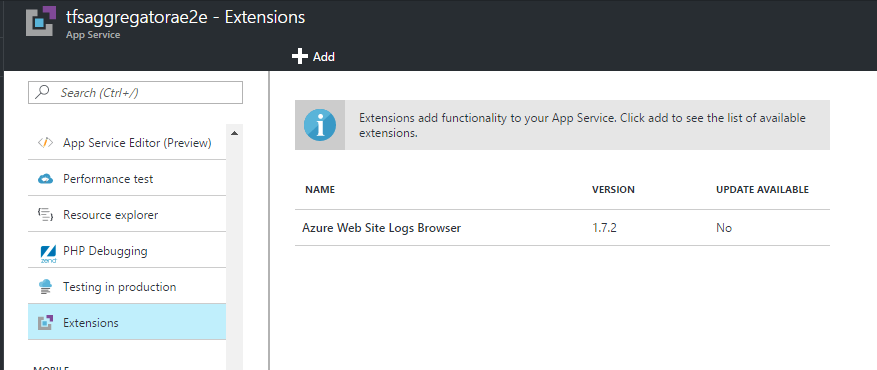 tfsaggregatorae2e - Extensions
App Service
Add
Search (Ctrl+/)
App Service Editor (Preview)
Performance test
Resource explorer
zend
PHP Debugging
Testing in production
Extensions
MOBILE
Extensions add functionality to your App Service. Click add to see the list of available
extensions.
NAME VERSION UPDATE AVAILABLE
Azure Web Site Logs Browser 1.7.2 No